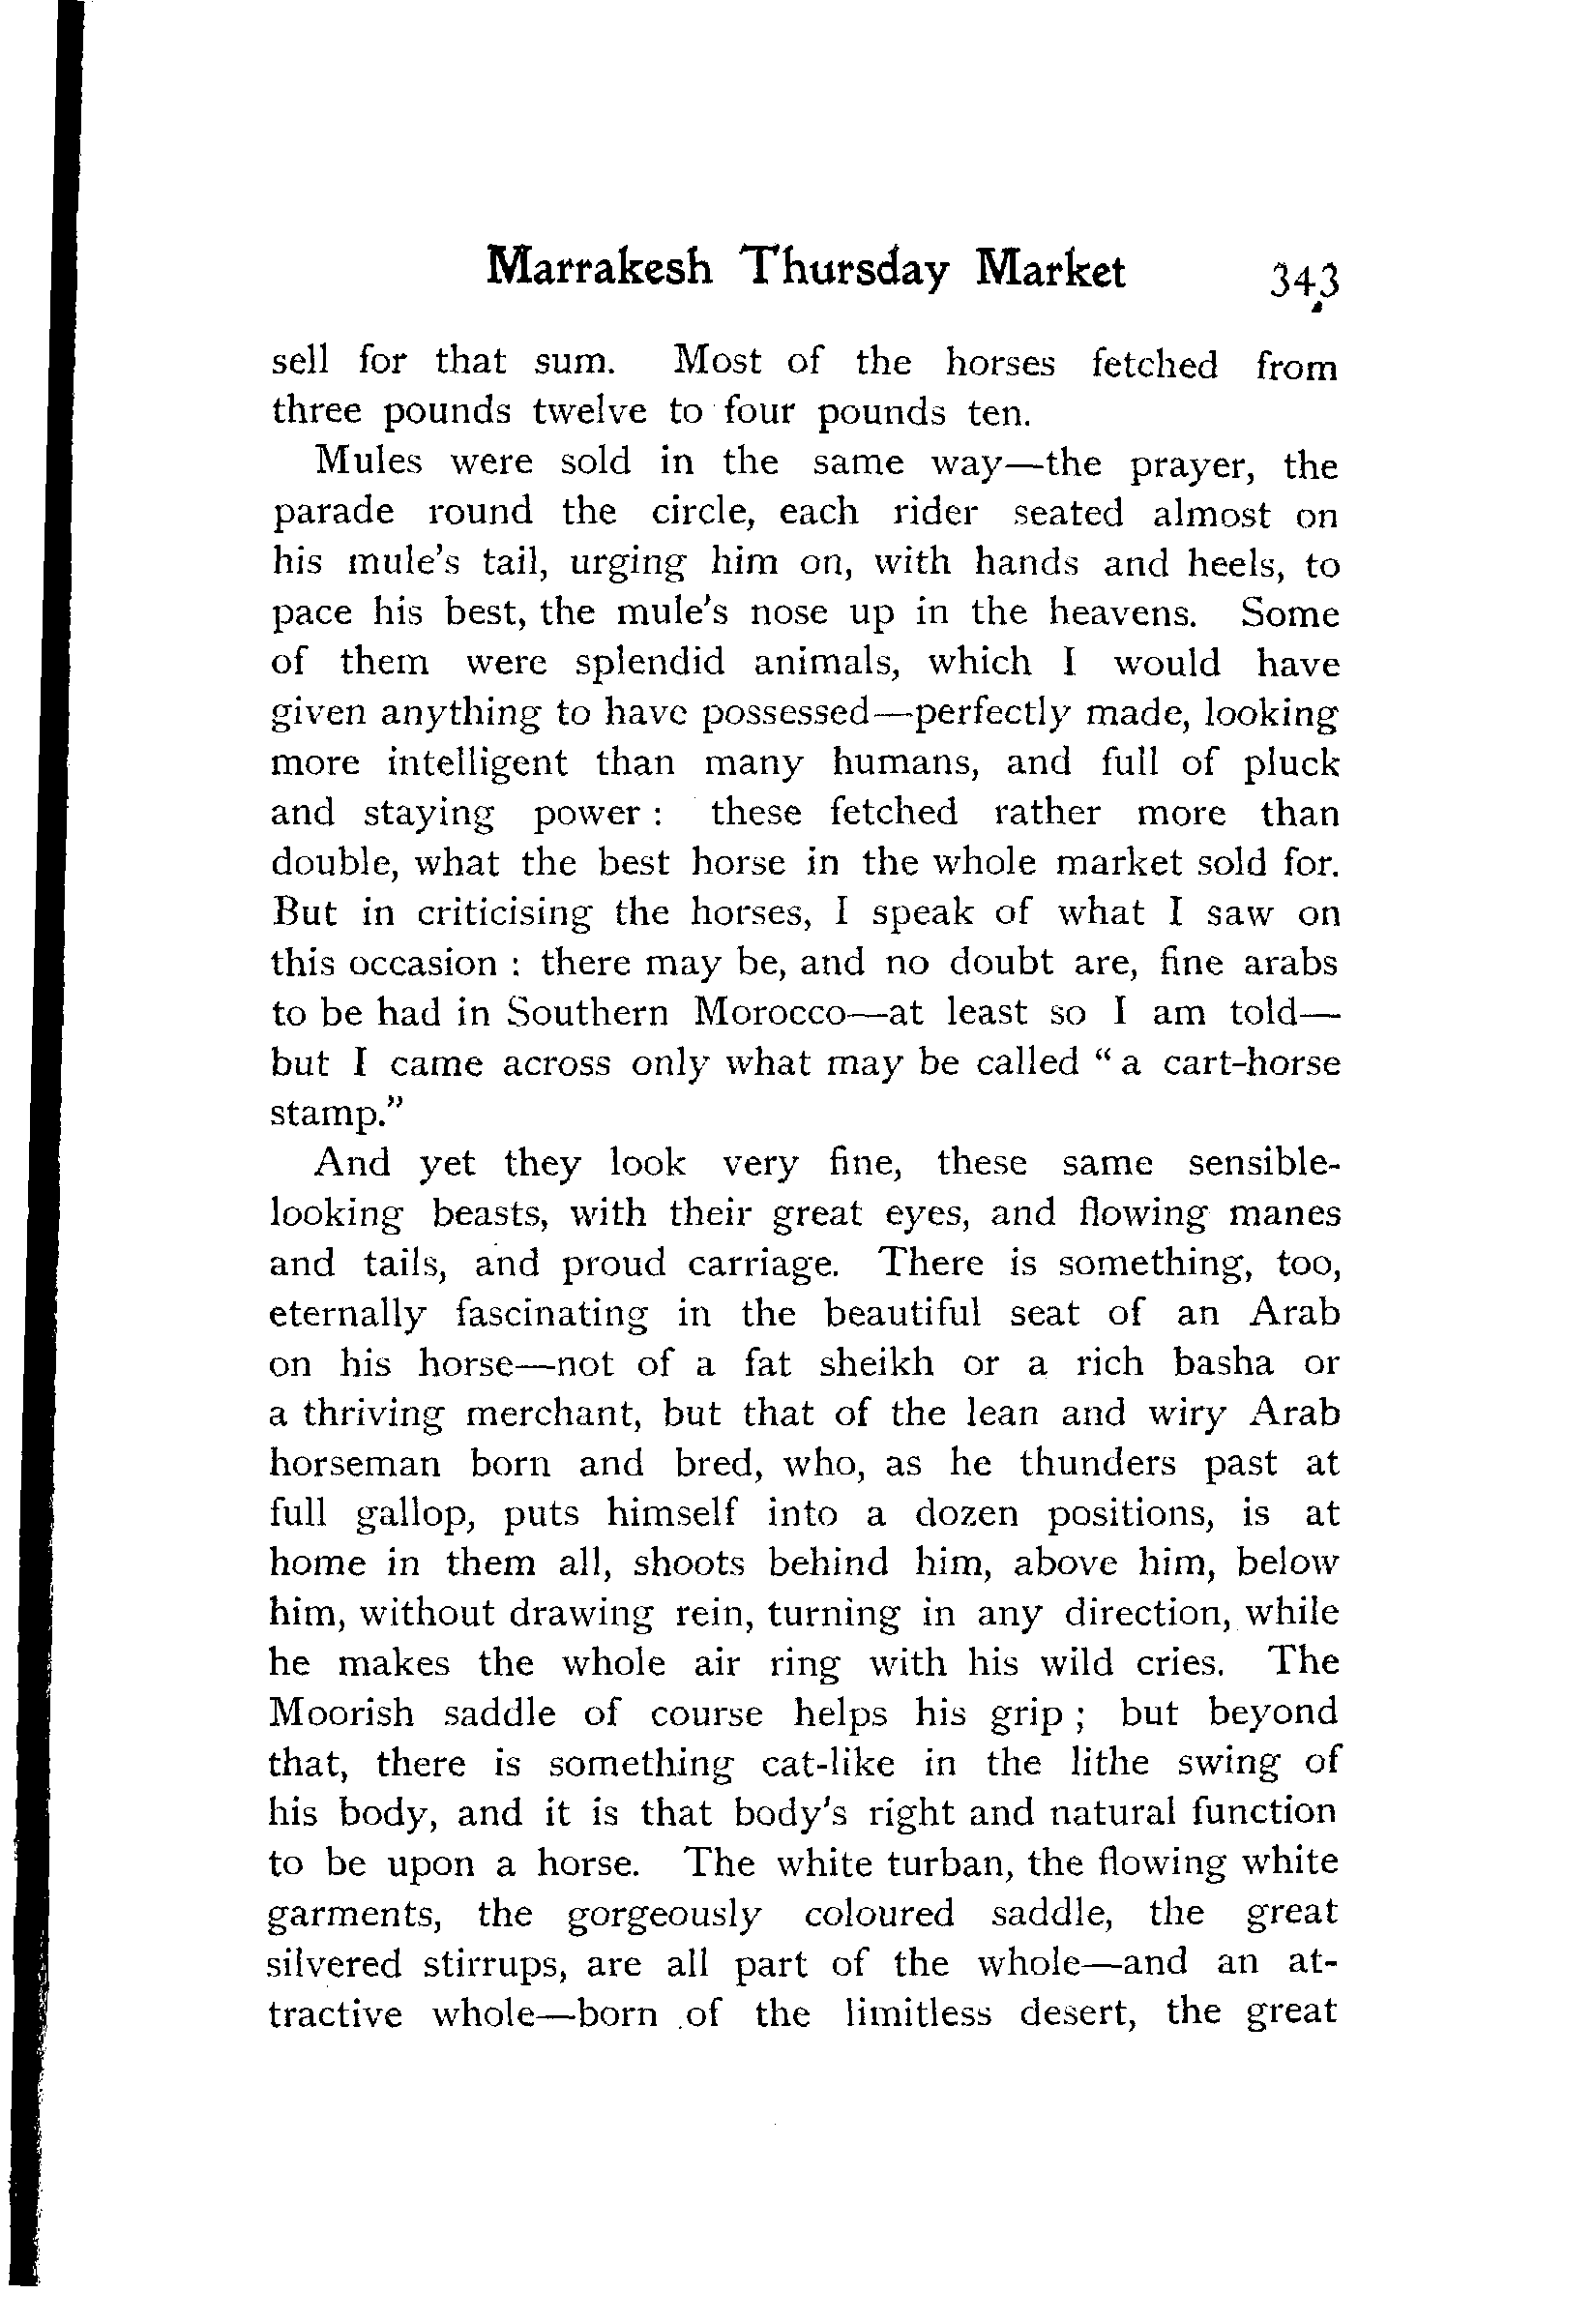 Marrakesh Thursday Market 343
sell for that sum. Most of the horses fetched from
three pounds twelve to four pounds ten.
Mules were sold in the same way—the prayer, the
parade round the circle, each rider seated almost on
his mule's tail, urging him on, with hands and heels, to
pace his best, the mule's nose up in the heavens. Some
of them were splendid animals, which I would have
given anything to have possessed—perfectly made, looking
more intelligent than many humans, and full of pluck
and staying power : these fetched rather more than
double, what the best horse in the whole market sold for.
But in criticising the horses, I speak of what I saw on
this occasion : there may be, and no doubt are, fine arabs
to be had in Southern Morocco—at least so I am told—
but I came across only what may be called “ a cart-horse
stamp.”
And yet they look very fine, these same sensible-
looking beasts, with their great eyes, and flowing manes
and tails, and proud carriage. There is something, too,
eternally fascinating in the beautiful seat of an Arab
on his horse—not of a fat sheikh or a rich basha or
a thriving merchant, but that of the lean and wiry Arab
horseman born and bred, who, as he thunders past at
full gallop, puts himself into a dozen positions, is at
home in them all, shoots behind him, above him, below
him, without drawing rein, turning in any direction, while
he makes the whole air ring with his wild cries. The
Moorish saddle of course helps his grip ; but beyond
that, there is something cat-like in the lithe swing of
his body, and it is that body's right and natural function
to be upon a horse. The white turban, the flowing white
garments, the gorgeously coloured saddle, the great
silvered stirrups, are all part of the whole—and an at-
tractive whole—born of the limitless desert, the great